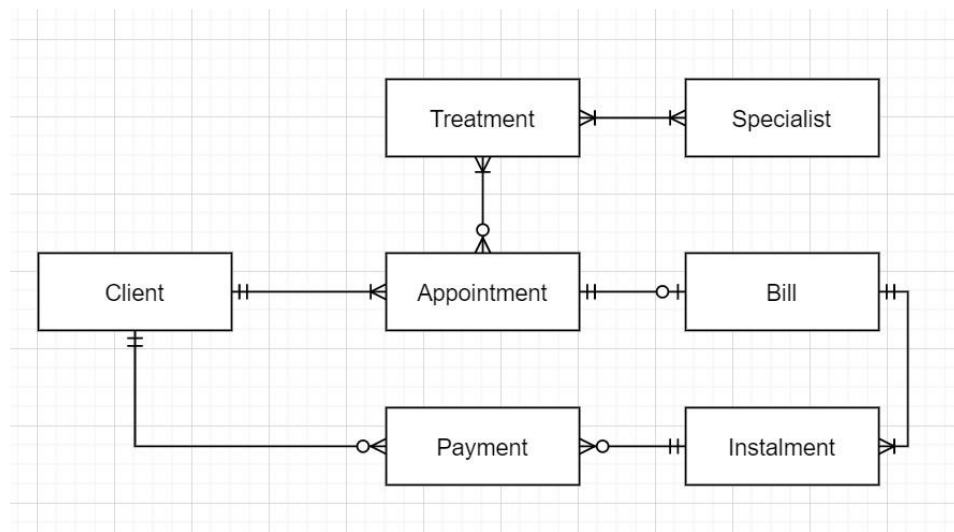 Treatment
Specialist
Client
Appointment
Bill
Payment
Instalment